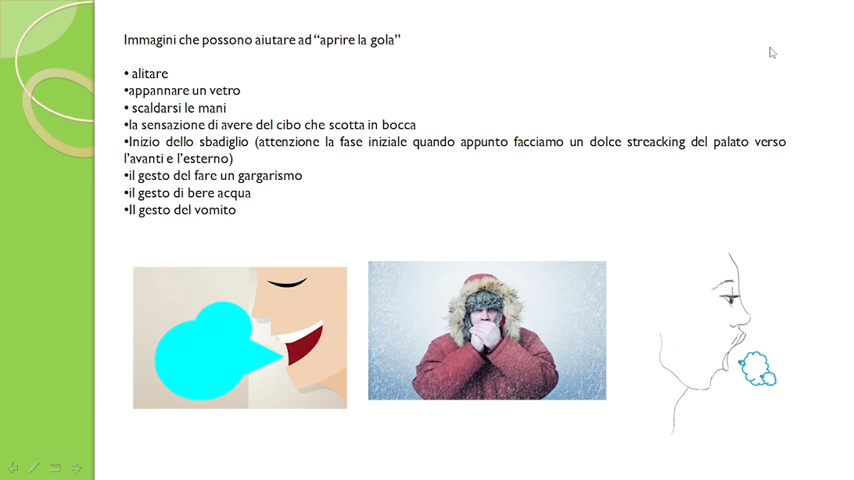 Immagini che possono aiutare ad “aprire la gola”
• alitare
•appannare un vetro
• scaldarsi le mani
•la sensazione di avere del cibo che scotta in bocca
•Inizio dello sbadiglio (attenzione la fase iniziale quando appunto facciamo un dolce streacking del palato verso
l’avanti e l’esterno)
•il gesto del fare un gargarismo
•il gesto di bere acqua
•Il gesto del vomito